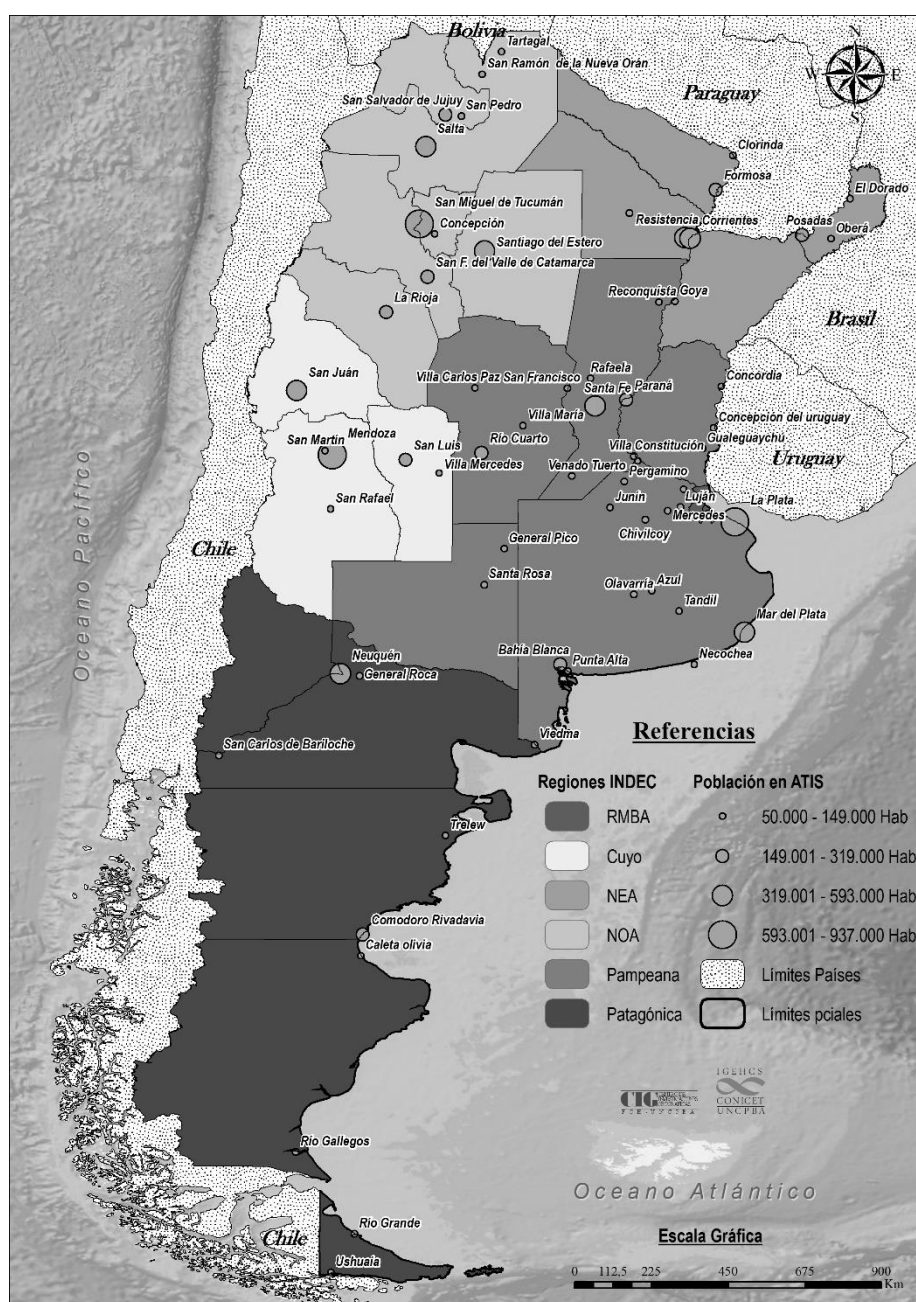 Bolivia
Tartagal
San Ramón de la Nueva Orán
N
W
E
S
Paraguay
San Salvador de Jujuy
San Pedro
Salta
Clorinda
Formosa
El Dorado
San Miguel de Tucumán
Concepción
Resistencia
Corrientes
Posadas
Oberá
Santiago del Estero
San F. del Valle de Catamarca
Reconquista
Goya
La Rioja
Brasil
San Juán
Villa Carlos Paz
San Francisco
Rafaela
Santa Fe
Paraná
Concordia
Villa María
Concepción del uruguay
Mendoza
San Martín
San Luis
Río Cuarto
Villa Constitución
Gualeguaychú
Uruguay
Villa Mercedes
Venado Tuerto
Pergamino
San Rafael
Junín
Luján
La Plata
Mercedes
Chivilcoy
Oceano Pacífico
Chile
General Pico
Santa Rosa
Olavarría
Azul
Tandil
Mar del Plata
Neuquén
General Roca
Bahía Blanca
Punta Alta
Necochea
Viedma
San Carlos de Bariloche
Referencias
Regiones INDEC
Población en ATIS
RMBA
50.000 - 149.000 Hab
Cuyo
149.001 - 319.000 Hab
NEA
319.001 - 593.000 Hab
NOA
593.001 - 937.000 Hab
Pampeana
Límites Países
Patagónica
Límites pciales
Trelew
Comodoro Rivadavia
Caleta olivia
CIG
IGEHCS
CONICET
UNCPBA
Río Gallegos
Oceano Atlántico
Río Grande
Chile
Ushuaia
Escala Gráfica
0 112,5 225 450 675 900
Km